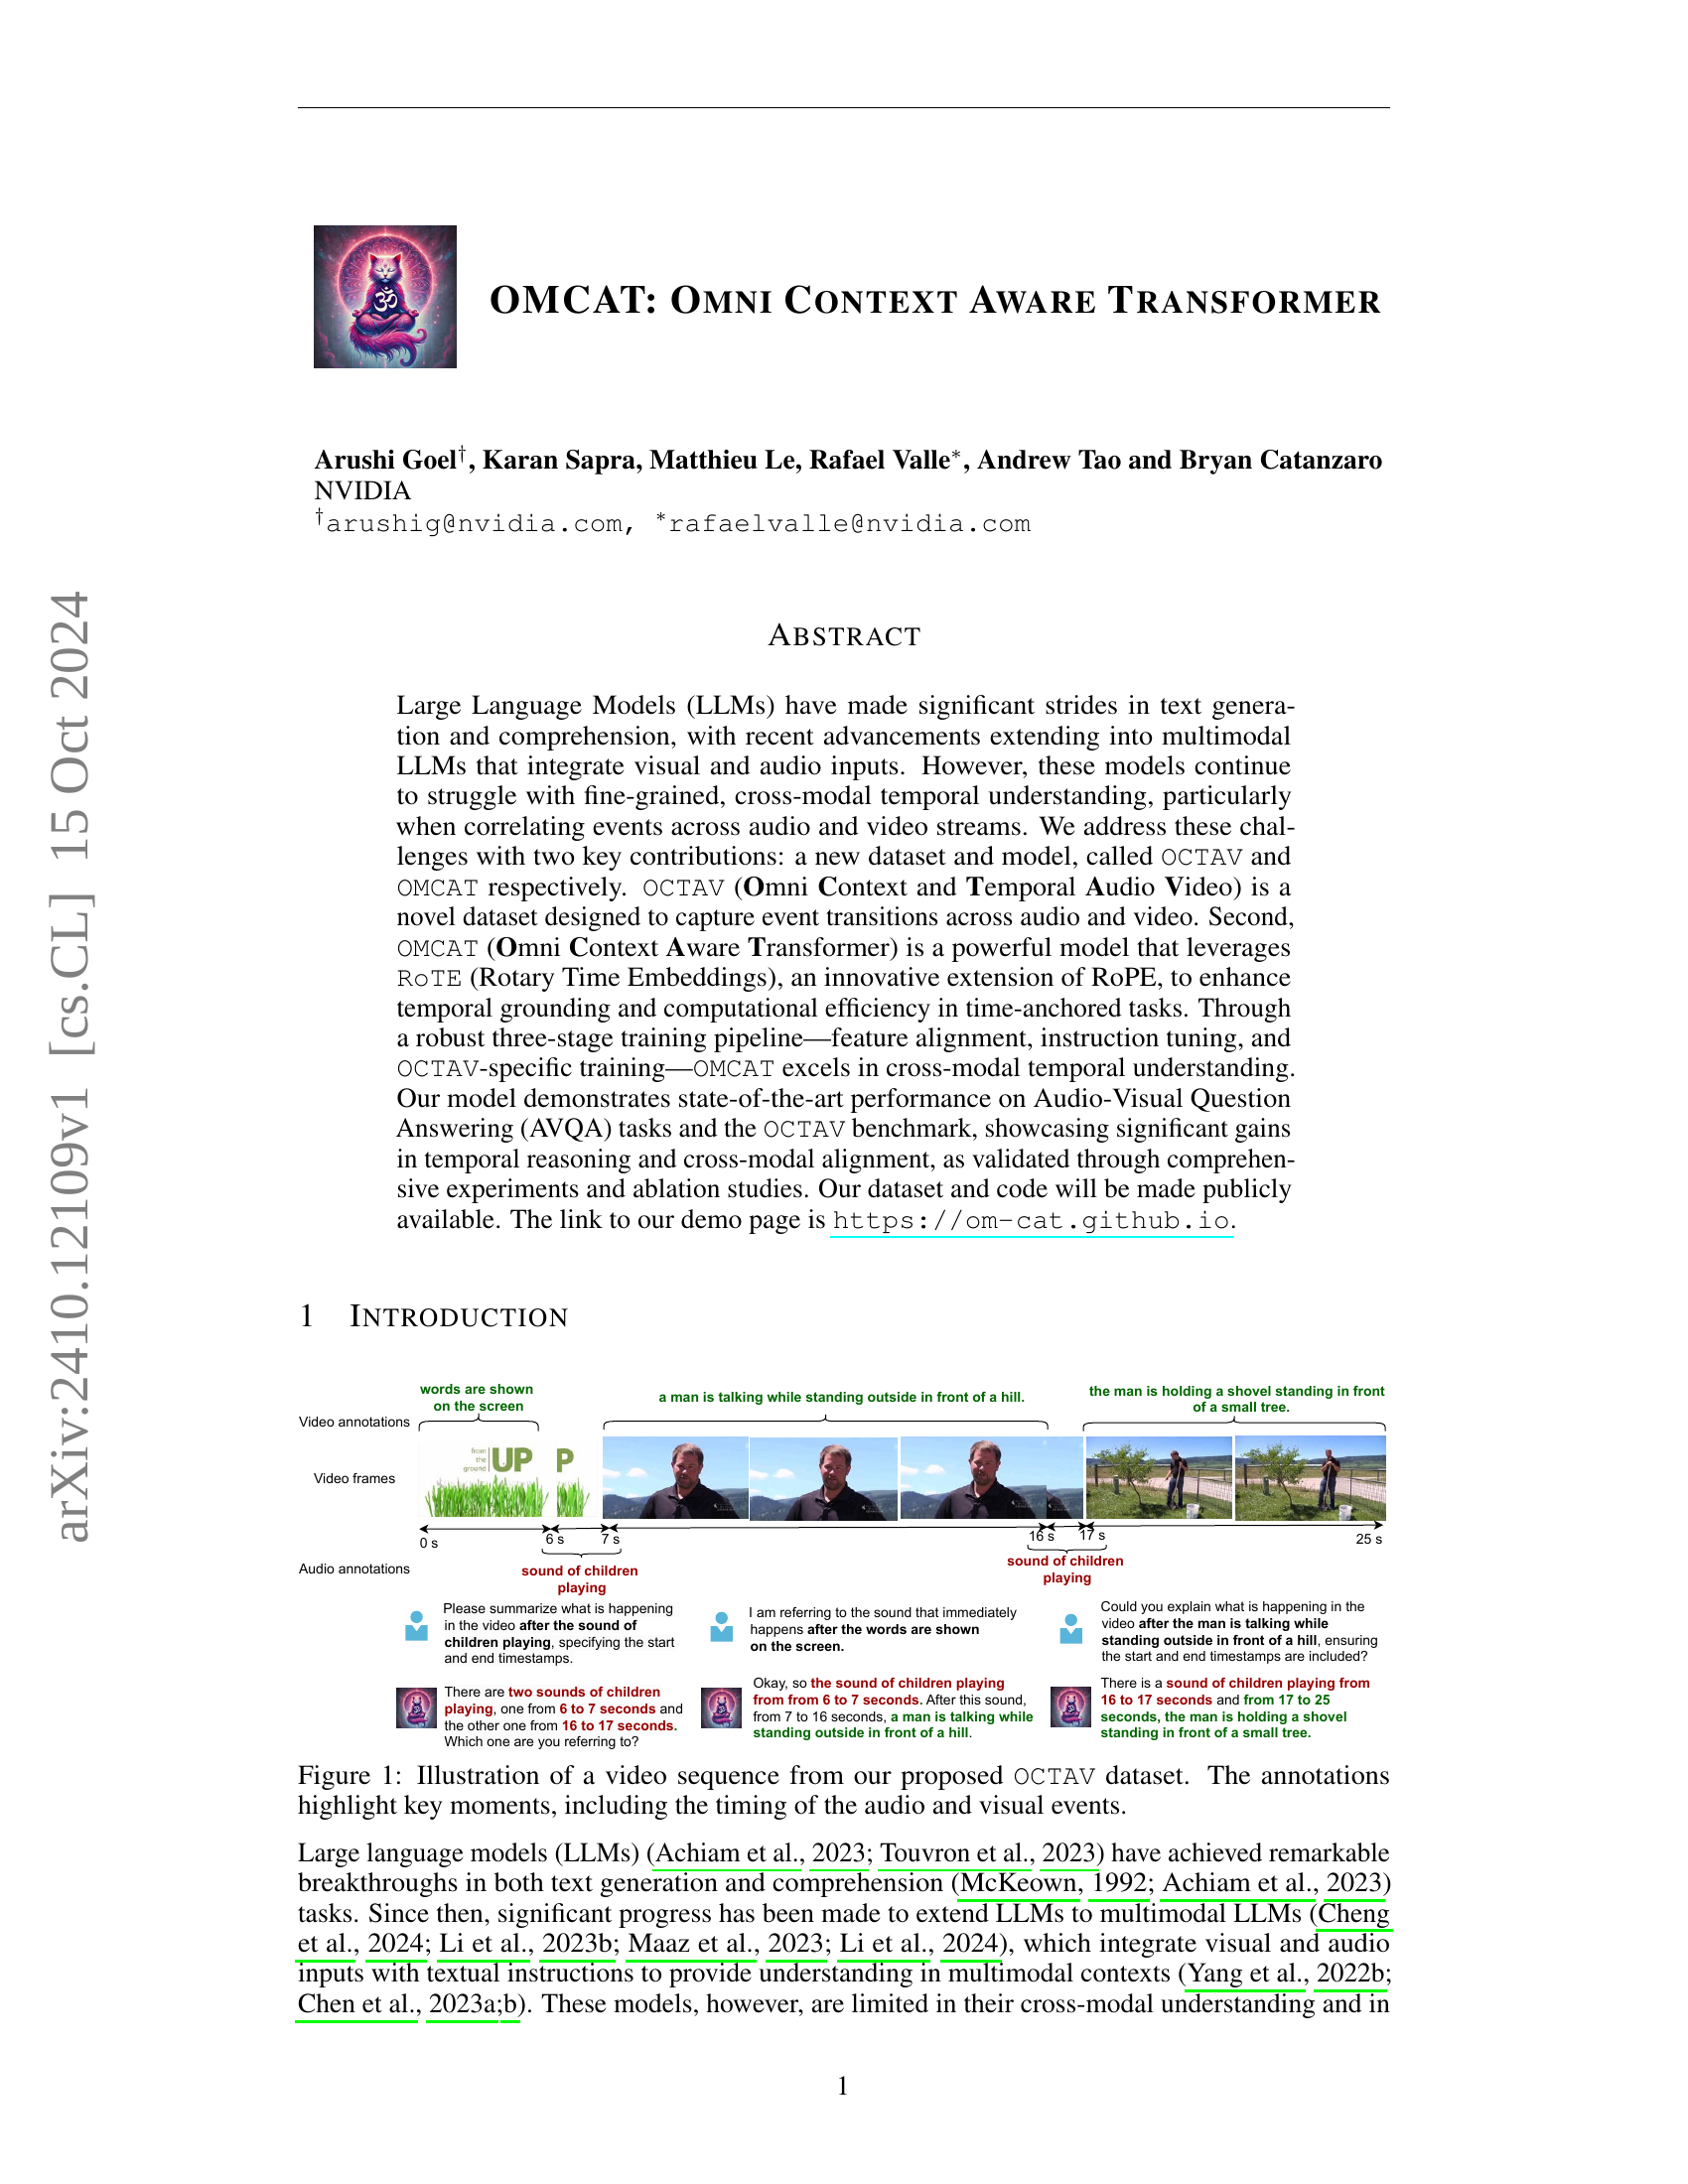 arXiv:2410.12109v1 [cs.CL] 15 Oct 2024
OMCAT: OMNI CONTEXT AWARE TRANSFORMER
Arushi Goel†, Karan Sapra, Matthieu Le, Rafael Valle*, Andrew Tao and Bryan Catanzaro
NVIDIA
†arushig@nvidia.com, *rafaelvalle@nvidia.com
ABSTRACT
Large Language Models (LLMs) have made significant strides in text genera-
tion and comprehension, with recent advancements extending into multimodal
LLMs that integrate visual and audio inputs. However, these models continue
to struggle with fine-grained, cross-modal temporal understanding, particularly
when correlating events across audio and video streams. We address these chal-
lenges with two key contributions: a new dataset and model, called OCTAV and
OMCAT respectively. OCTAV (Omni Context and Temporal Audio Video) is a
novel dataset designed to capture event transitions across audio and video. Second,
OMCAT (Omni Context Aware Transformer) is a powerful model that leverages
RoTE (Rotary Time Embeddings), an innovative extension of RoPE, to enhance
temporal grounding and computational efficiency in time-anchored tasks. Through
a robust three-stage training pipeline—feature alignment, instruction tuning, and
OCTAV-specific training—OMCAT excels in cross-modal temporal understanding.
Our model demonstrates state-of-the-art performance on Audio-Visual Question
Answering (AVQA) tasks and the OCTAV benchmark, showcasing significant gains
in temporal reasoning and cross-modal alignment, as validated through comprehen-
sive experiments and ablation studies. Our dataset and code will be made publicly
available. The link to our demo page is https://om-cat.github.io.
1 INTRODUCTION
words are shown
on the screen
a man is talking while standing outside in front of a hill.
the man is holding a shovel standing in front
of a small tree.
Video annotations
Video frames
from
the
ground
UP
P
0 s
6 s
7 s
16 s
17 s
25 s
Audio annotations
sound of children
playing
sound of children
playing
Please summarize what is happening
in the video after the sound of
children playing, specifying the start
and end timestamps.
I am referring to the sound that immediately
happens after the words are shown
on the screen.
Could you explain what is happening in the
video after the man is talking while
standing outside in front of a hill, ensuring
the start and end timestamps are included?
There are two sounds of children
playing, one from 6 to 7 seconds and
the other one from 16 to 17 seconds.
Which one are you referring to?
Okay, so the sound of children playing
from from 6 to 7 seconds. After this sound,
from 7 to 16 seconds, a man is talking while
standing outside in front of a hill.
There is a sound of children playing from
16 to 17 seconds and from 17 to 25
seconds, the man is holding a shovel
standing in front of a small tree.
Figure 1: Illustration of a video sequence from our proposed OCTAV dataset. The annotations
highlight key moments, including the timing of the audio and visual events.
Large language models (LLMs) (Achiam et al., 2023; Touvron et al., 2023) have achieved remarkable
breakthroughs in both text generation and comprehension (McKeown, 1992; Achiam et al., 2023)
tasks. Since then, significant progress has been made to extend LLMs to multimodal LLMs (Cheng
et al., 2024; Li et al., 2023b; Maaz et al., 2023; Li et al., 2024), which integrate visual and audio
inputs with textual instructions to provide understanding in multimodal contexts (Yang et al., 2022b;
Chen et al., 2023a;b). These models, however, are limited in their cross-modal understanding and in
1